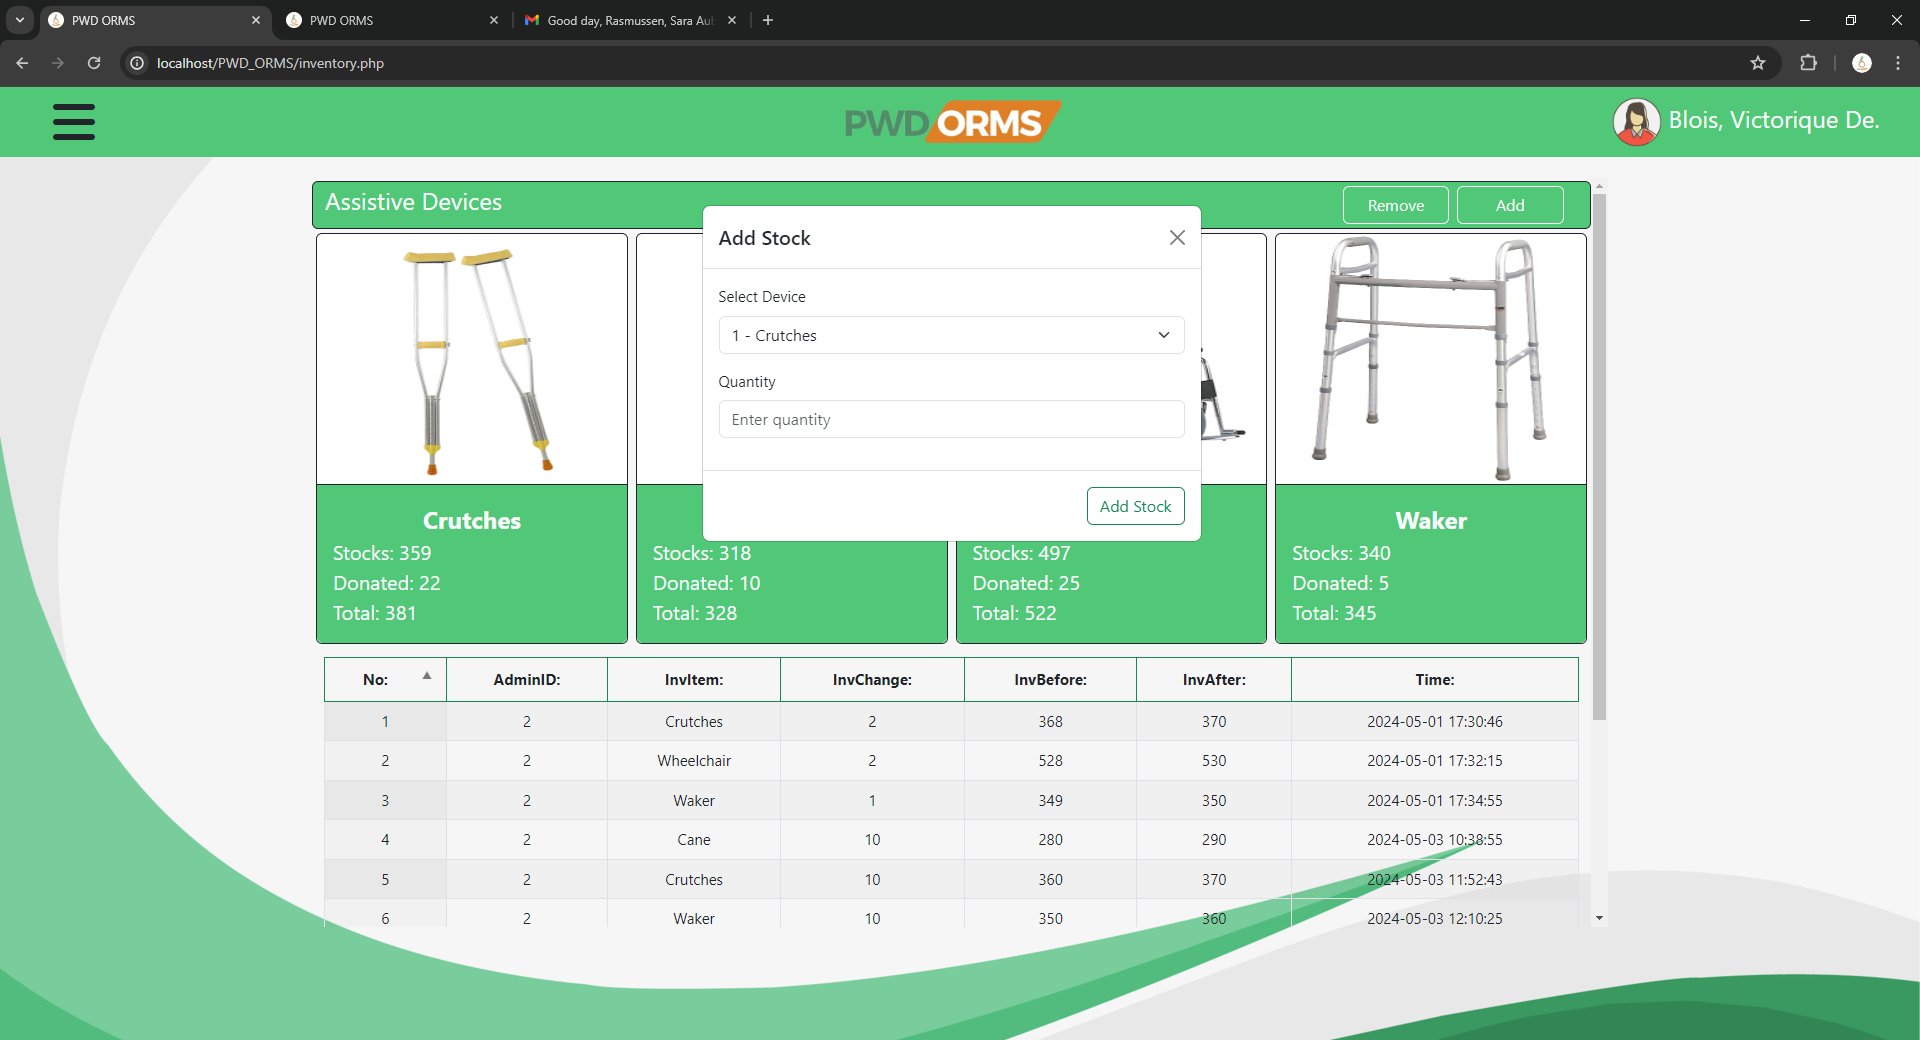 PWD ORMS
PWD ORMS
Good day, Rasmussen, Sara Au
localhost/PWD_ORMS/inventory.php
PWD ORMS
Blois, Victorique De.
Assistive Devices
Remove
Add
Add Stock
Select Device
1 - Crutches
Quantity
Enter quantity
Add Stock
Crutches
Stocks: 359
Donated: 22
Total: 381
Stocks: 318
Donated: 10
Total: 328
Stocks: 497
Donated: 25
Total: 522
Waker
Stocks: 340
Donated: 5
Total: 345
No: AdminID: InvItem: InvChange: InvBefore: InvAfter: Time:
1 2 Crutches 2 368 370 2024-05-01 17:30:46
2 2 Wheelchair 2 528 530 2024-05-01 17:32:15
3 2 Waker 1 349 350 2024-05-01 17:34:55
4 2 Cane 10 280 290 2024-05-03 10:38:55
5 2 Crutches 10 360 370 2024-05-03 11:52:43
6 2 Waker 10 350 360 2024-05-03 12:10:25